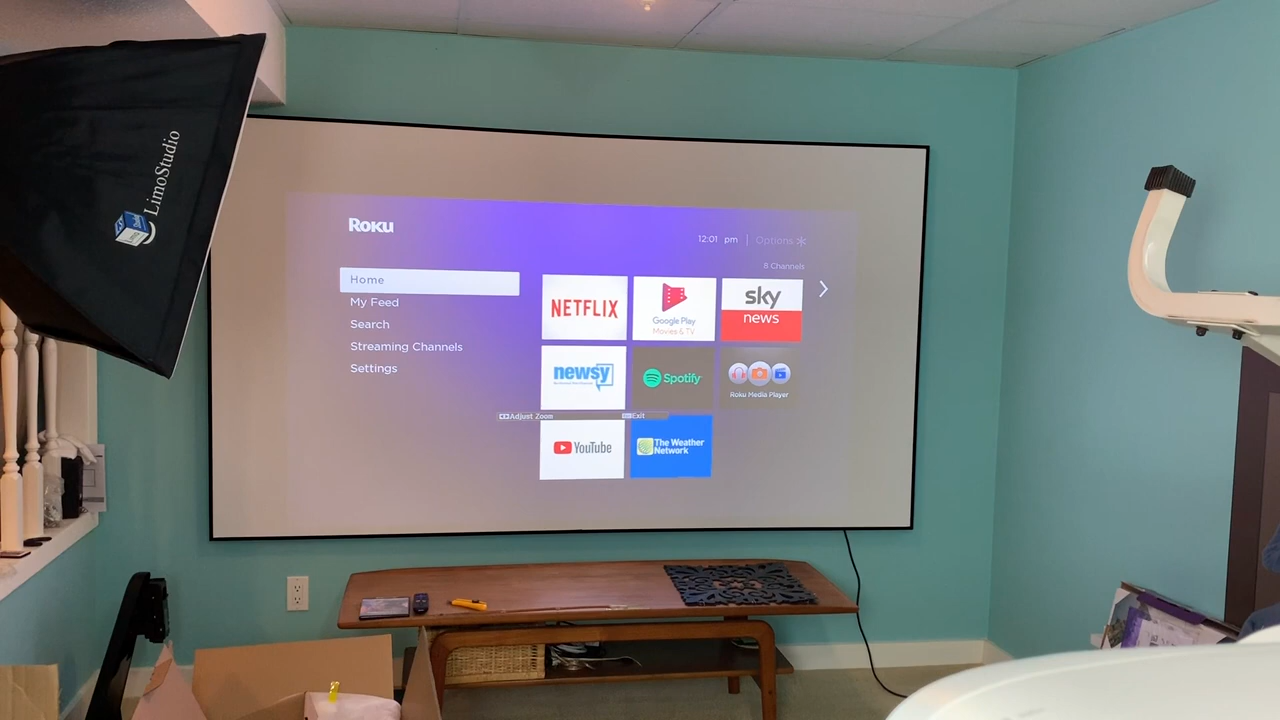 LimoStudio
Roku
12:01 pm | Options
8 Channels
Home
My Feed
Search
Streaming Channels
Settings
NETFLIX
Google Play
Movies & TV
sky
news
newsy
Spotify
Roku Media Player
Adjust Zoom
Exit
YouTube
The Weather
Network